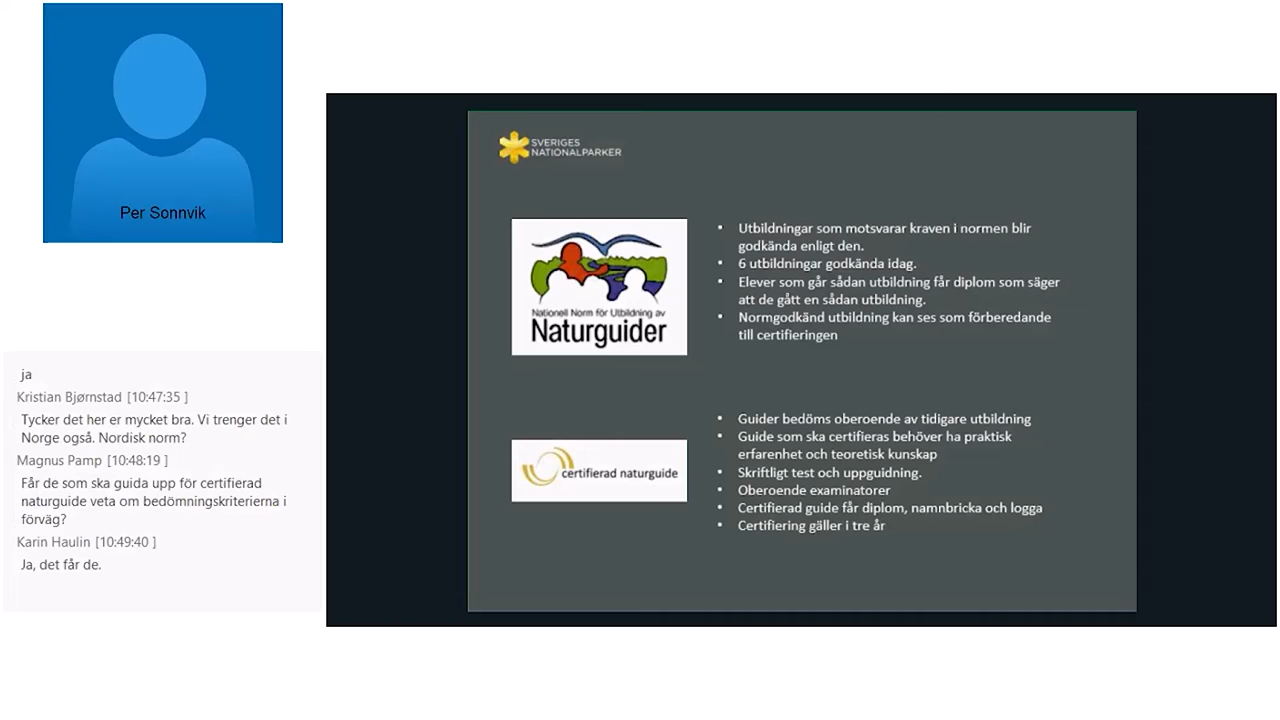 Per Sonnvik
ja
Kristian Bjørnstad [10:47:35 ]
Tycker det her er mycket bra. Vi trenger det i
Norge også. Nordisk norm?
Magnus Pamp [10:48:19 ]
Får de som ska guida upp för certifierad
naturguide veta om bedömningskriterierna i
förväg?
Karin Haulin [10:49:40 ]
Ja, det får de.
SVERIGES
NATIONALPARKER
Nationell Norm för Utbildning av
Naturguider
• Utbildningar som motsvarar kraven i normen blir
godkända enligt den.
• 6 utbildningar godkända idag.
• Elever som går sådan utbildning får diplom som säger
att de gått en sådan utbildning.
• Normgodkänd utbildning kan ses som förberedande
till certifieringen
certifierad naturguide
• Guider bedöms oberoende av tidigare utbildning
• Guide som ska certifieras behöver ha praktisk
erfarenhet och teoretisk kunskap
• Skriftligt test och uppguidning.
• Oberoende examinatorer
• Certifierad guide får diplom, namnbricka och logga
• Certifiering gäller i tre år